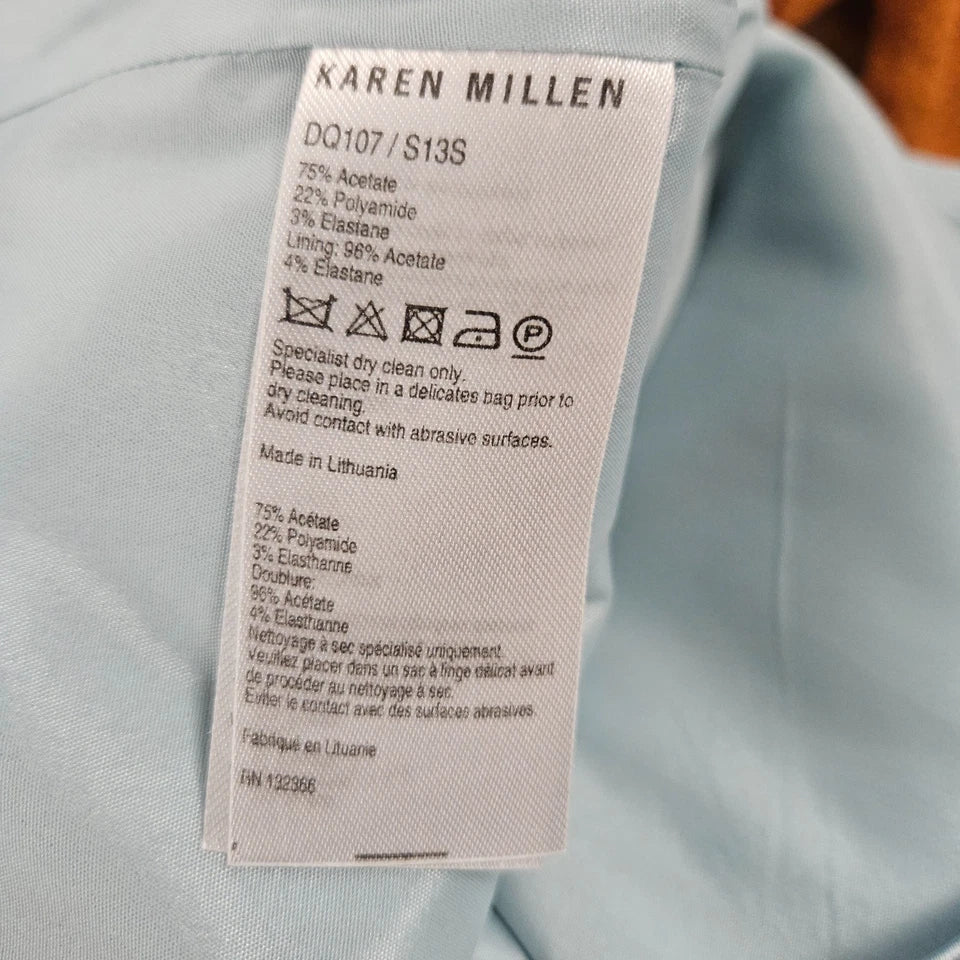 KAREN MILLEN
DQ107 / S13S
75% Acetate
22% Polyamide
3% Elastane
Lining: 96% Acetate
4% Elastane
P
Specialist dry clean only.
Please place in a delicates bag prior to
dry cleaning.
Avoid contact with abrasive surfaces.
Made in Lithuania
75% Acétate
22% Polyamide
3% Elasthanne
Doublure:
96% Acétate
4% Elasthanne
Nettoyage à sec spécialisé uniquement.
Veuillez placer dans un sac à linge délicat avant
de procéder au nettoyage à sec.
Eviter le contact avec des surfaces abrasives.
Fabriqué en Lituanie
RN 132366